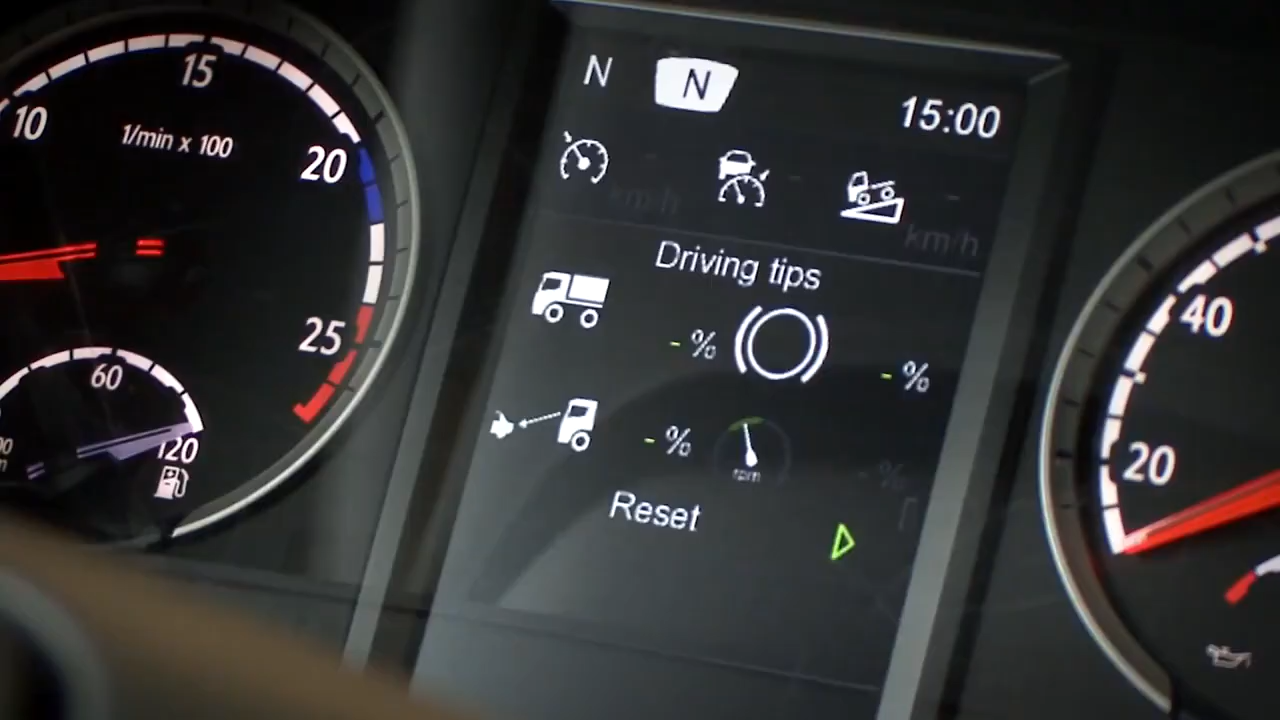 N N 15:00
km/h
km/h
Driving tips
- %
- %
- %
rpm
- %
Reset
10 15 20 25
1/min x 100
60
120
40
20